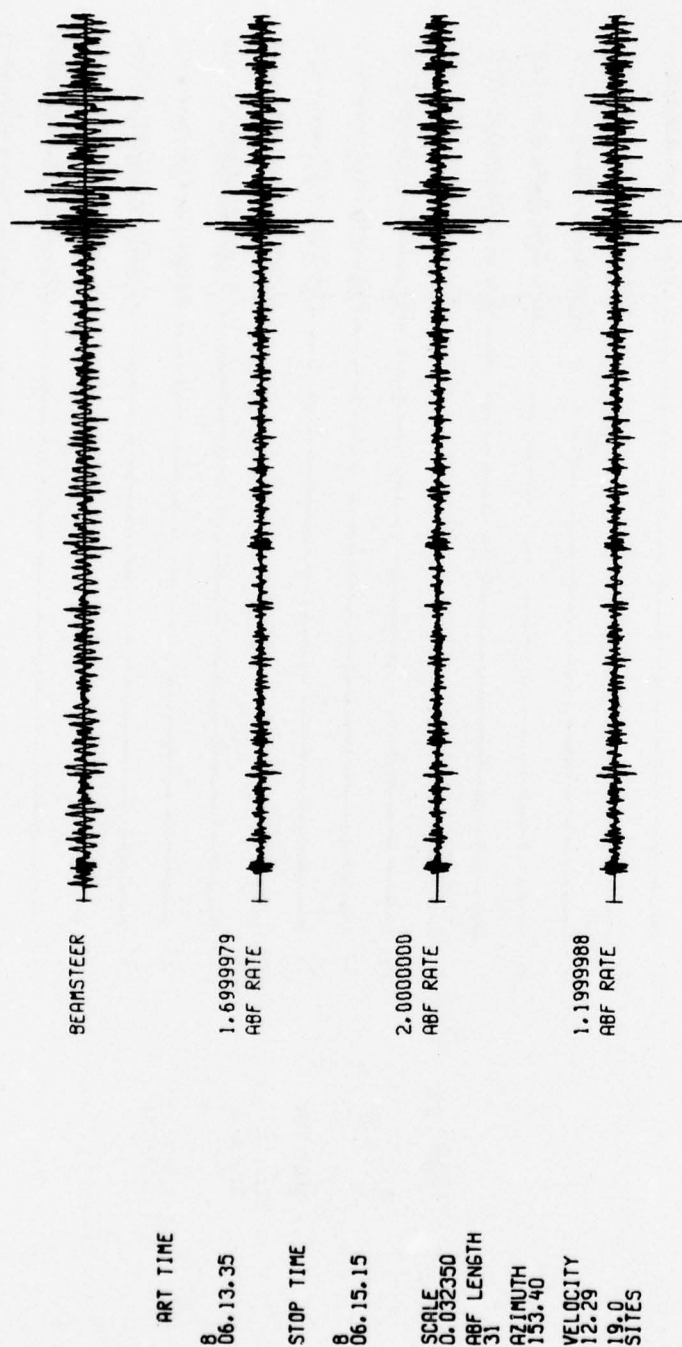 BEAMSTEER
1.6999979
ABF RATE
2.0000000
ABF RATE
1.1999988
ABF RATE
ART TIME
8
06.13.35
STOP TIME
8
06.15.15
SCALE
0.032350
ABF LENGTH
31
AZIMUTH
153.40
VELOCITY
12.29
19.0
SITES